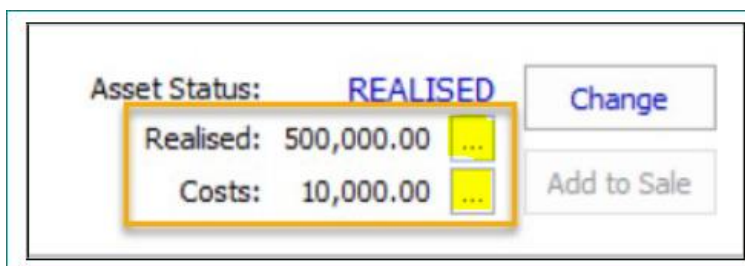 Asset Status: REALISED Change
Realised: 500,000.00 ...
Costs: 10,000.00 ... Add to Sale